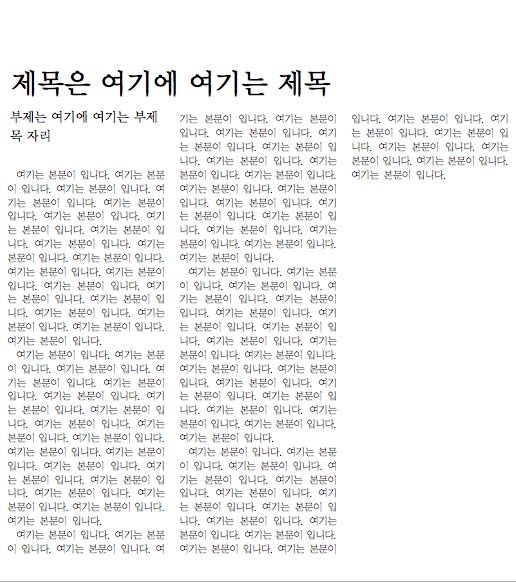 제목은 여기에 여기는 제목
부제는 여기에 여기는 부제
목 자리
여기는 본문이 입니다. 여기는 본문
이 입니다. 여기는 본문이 입니다. 여
기는 본문이 입니다. 여기는 본문이
입니다. 여기는 본문이 입니다. 여기
는 본문이 입니다. 여기는 본문이 입
니다. 여기는 본문이 입니다. 여기는
본문이 입니다. 여기는 본문이 입니다.
여기는 본문이 입니다. 여기는 본문이
입니다. 여기는 본문이 입니다. 여기
는 본문이 입니다. 여기는 본문이 입
니다. 여기는 본문이 입니다. 여기는
본문이 입니다. 여기는 본문이 입니다.
여기는 본문이 입니다.
여기는 본문이 입니다. 여기는 본문
이 입니다. 여기는 본문이 입니다. 여
기는 본문이 입니다. 여기는 본문이
입니다. 여기는 본문이 입니다. 여기
는 본문이 입니다. 여기는 본문이 입
니다. 여기는 본문이 입니다. 여기는
본문이 입니다. 여기는 본문이 입니다.
여기는 본문이 입니다. 여기는 본문이
입니다. 여기는 본문이 입니다. 여기
는 본문이 입니다. 여기는 본문이 입
니다. 여기는 본문이 입니다. 여기는
본문이 입니다. 여기는 본문이 입니다.
여기는 본문이 입니다.
여기는 본문이 입니다. 여기는 본문
이 입니다. 여기는 본문이 입니다. 여
기는 본문이 입니다. 여기는 본문이
입니다. 여기는 본문이 입니다. 여기
는 본문이 입니다. 여기는 본문이 입
니다. 여기는 본문이 입니다. 여기는
본문이 입니다. 여기는 본문이 입니다.
여기는 본문이 입니다. 여기는 본문이
입니다. 여기는 본문이 입니다. 여기
는 본문이 입니다. 여기는 본문이 입
니다. 여기는 본문이 입니다. 여기는
본문이 입니다. 여기는 본문이 입니다.
여기는 본문이 입니다.
여기는 본문이 입니다. 여기는 본문
이 입니다. 여기는 본문이 입니다. 여
기는 본문이 입니다. 여기는 본문이
입니다. 여기는 본문이 입니다. 여기
는 본문이 입니다. 여기는 본문이 입
니다. 여기는 본문이 입니다. 여기는
본문이 입니다. 여기는 본문이 입니다.
여기는 본문이 입니다. 여기는 본문이
입니다. 여기는 본문이 입니다. 여기
는 본문이 입니다. 여기는 본문이 입
니다. 여기는 본문이 입니다. 여기는
본문이 입니다. 여기는 본문이 입니다.
여기는 본문이 입니다.
여기는 본문이 입니다. 여기는 본문
이 입니다. 여기는 본문이 입니다. 여
기는 본문이 입니다. 여기는 본문이
입니다. 여기는 본문이 입니다. 여기
는 본문이 입니다. 여기는 본문이 입
니다. 여기는 본문이 입니다. 여기는
본문이 입니다. 여기는 본문이 입니다.
여기는 본문이 입니다. 여기는 본문이
입니다. 여기는 본문이 입니다. 여기
는 본문이 입니다. 여기는 본문이 입
니다. 여기는 본문이 입니다. 여기는
본문이 입니다. 여기는 본문이 입니다.
여기는 본문이 입니다.